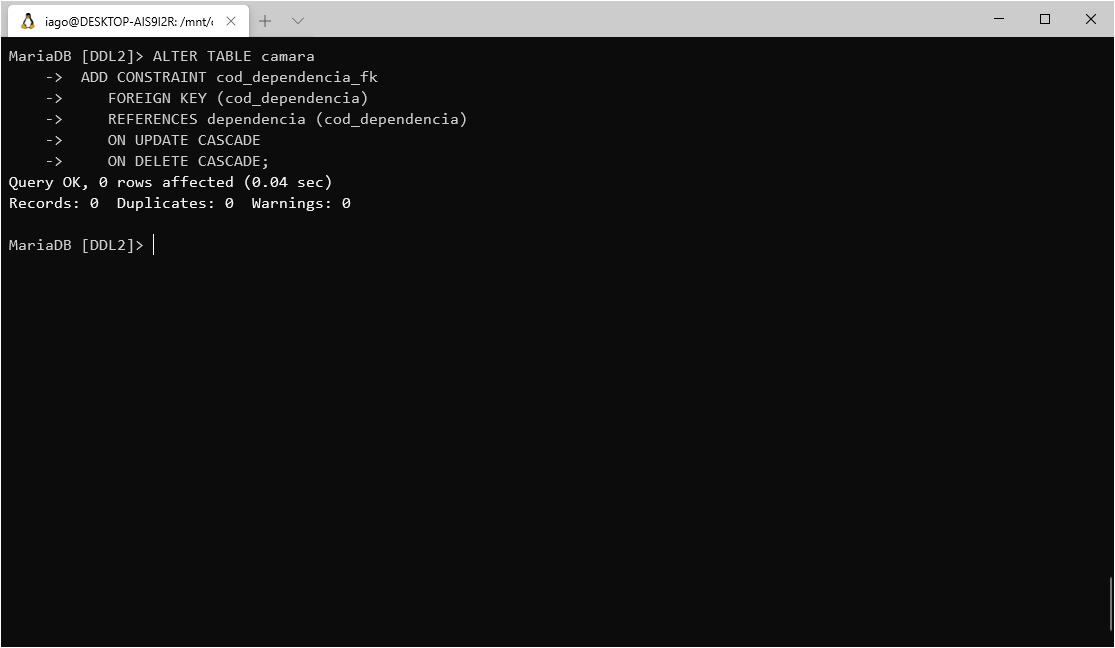 iago@DESKTOP-AIS9I2R: /mnt/
MariaDB [DDL2]> ALTER TABLE camara
    ->  ADD CONSTRAINT cod_dependencia_fk
    ->     FOREIGN KEY (cod_dependencia)
    ->     REFERENCES dependencia (cod_dependencia)
    ->     ON UPDATE CASCADE
    ->     ON DELETE CASCADE;
Query OK, 0 rows affected (0.04 sec)
Records: 0  Duplicates: 0  Warnings: 0
MariaDB [DDL2]>